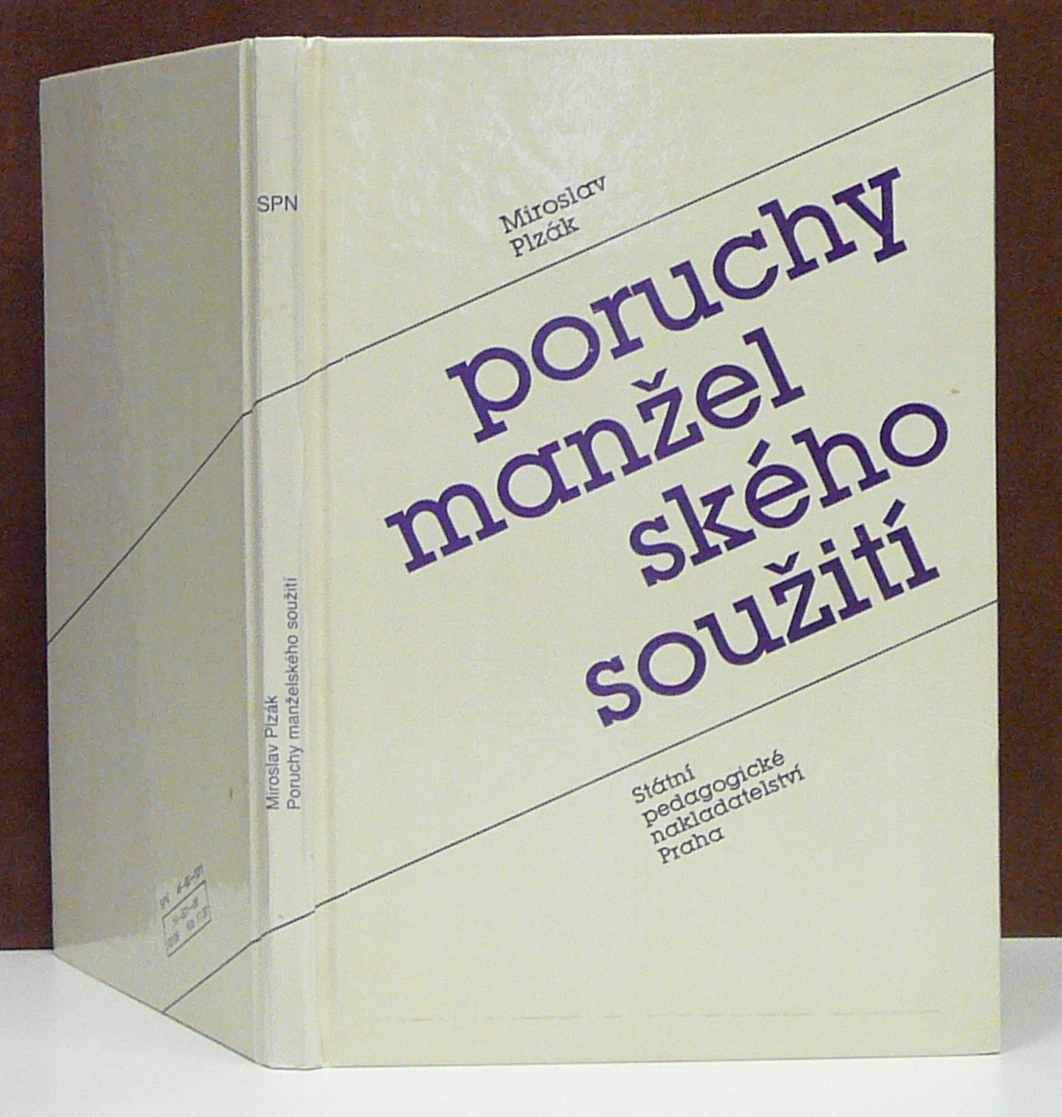 Miroslav
Plzák
poruchy
manžel
ského
soužití
Státní
pedagogické
nakladatelství
Praha
SPN
Miroslav Plzák
Poruchy manželského soužití